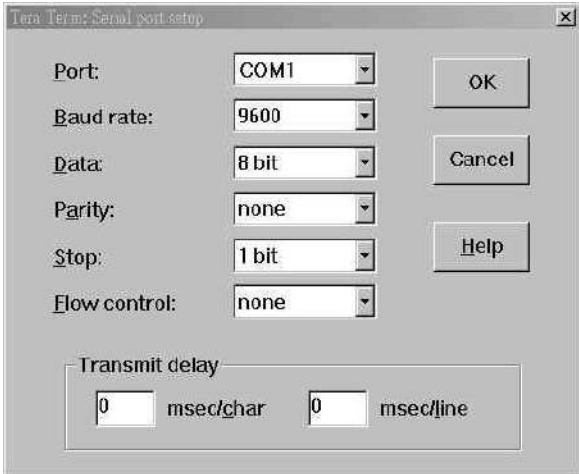 Tera Term: Serial port setup
Port: COM1
OK
Baud rate: 9600
Data: 8 bit
Cancel
Parity: none
Stop: 1 bit
Help
Flow control: none
Transmit delay
0 msec/char 0 msec/line